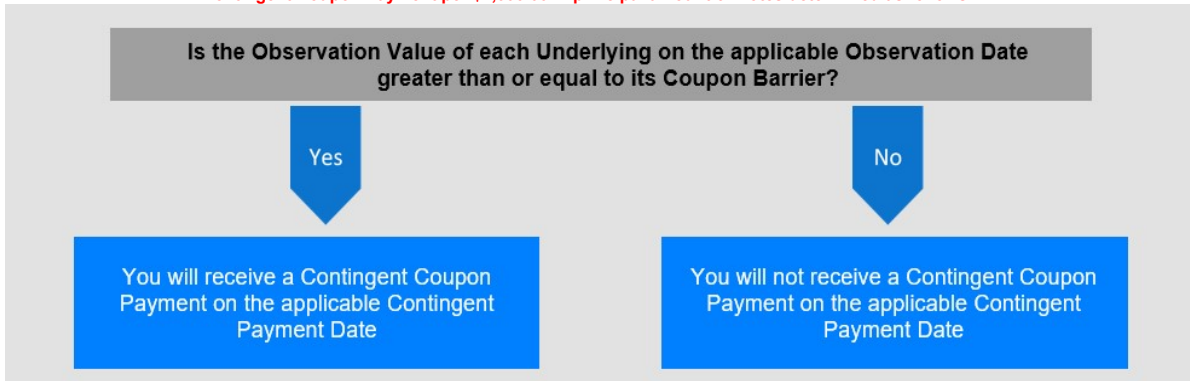 Is the Observation Value of each Underlying on the applicable Observation Date
greater than or equal to its Coupon Barrier?
Yes
No
You will receive a Contingent Coupon
Payment on the applicable Contingent
Payment Date
You will not receive a Contingent Coupon
Payment on the applicable Contingent
Payment Date